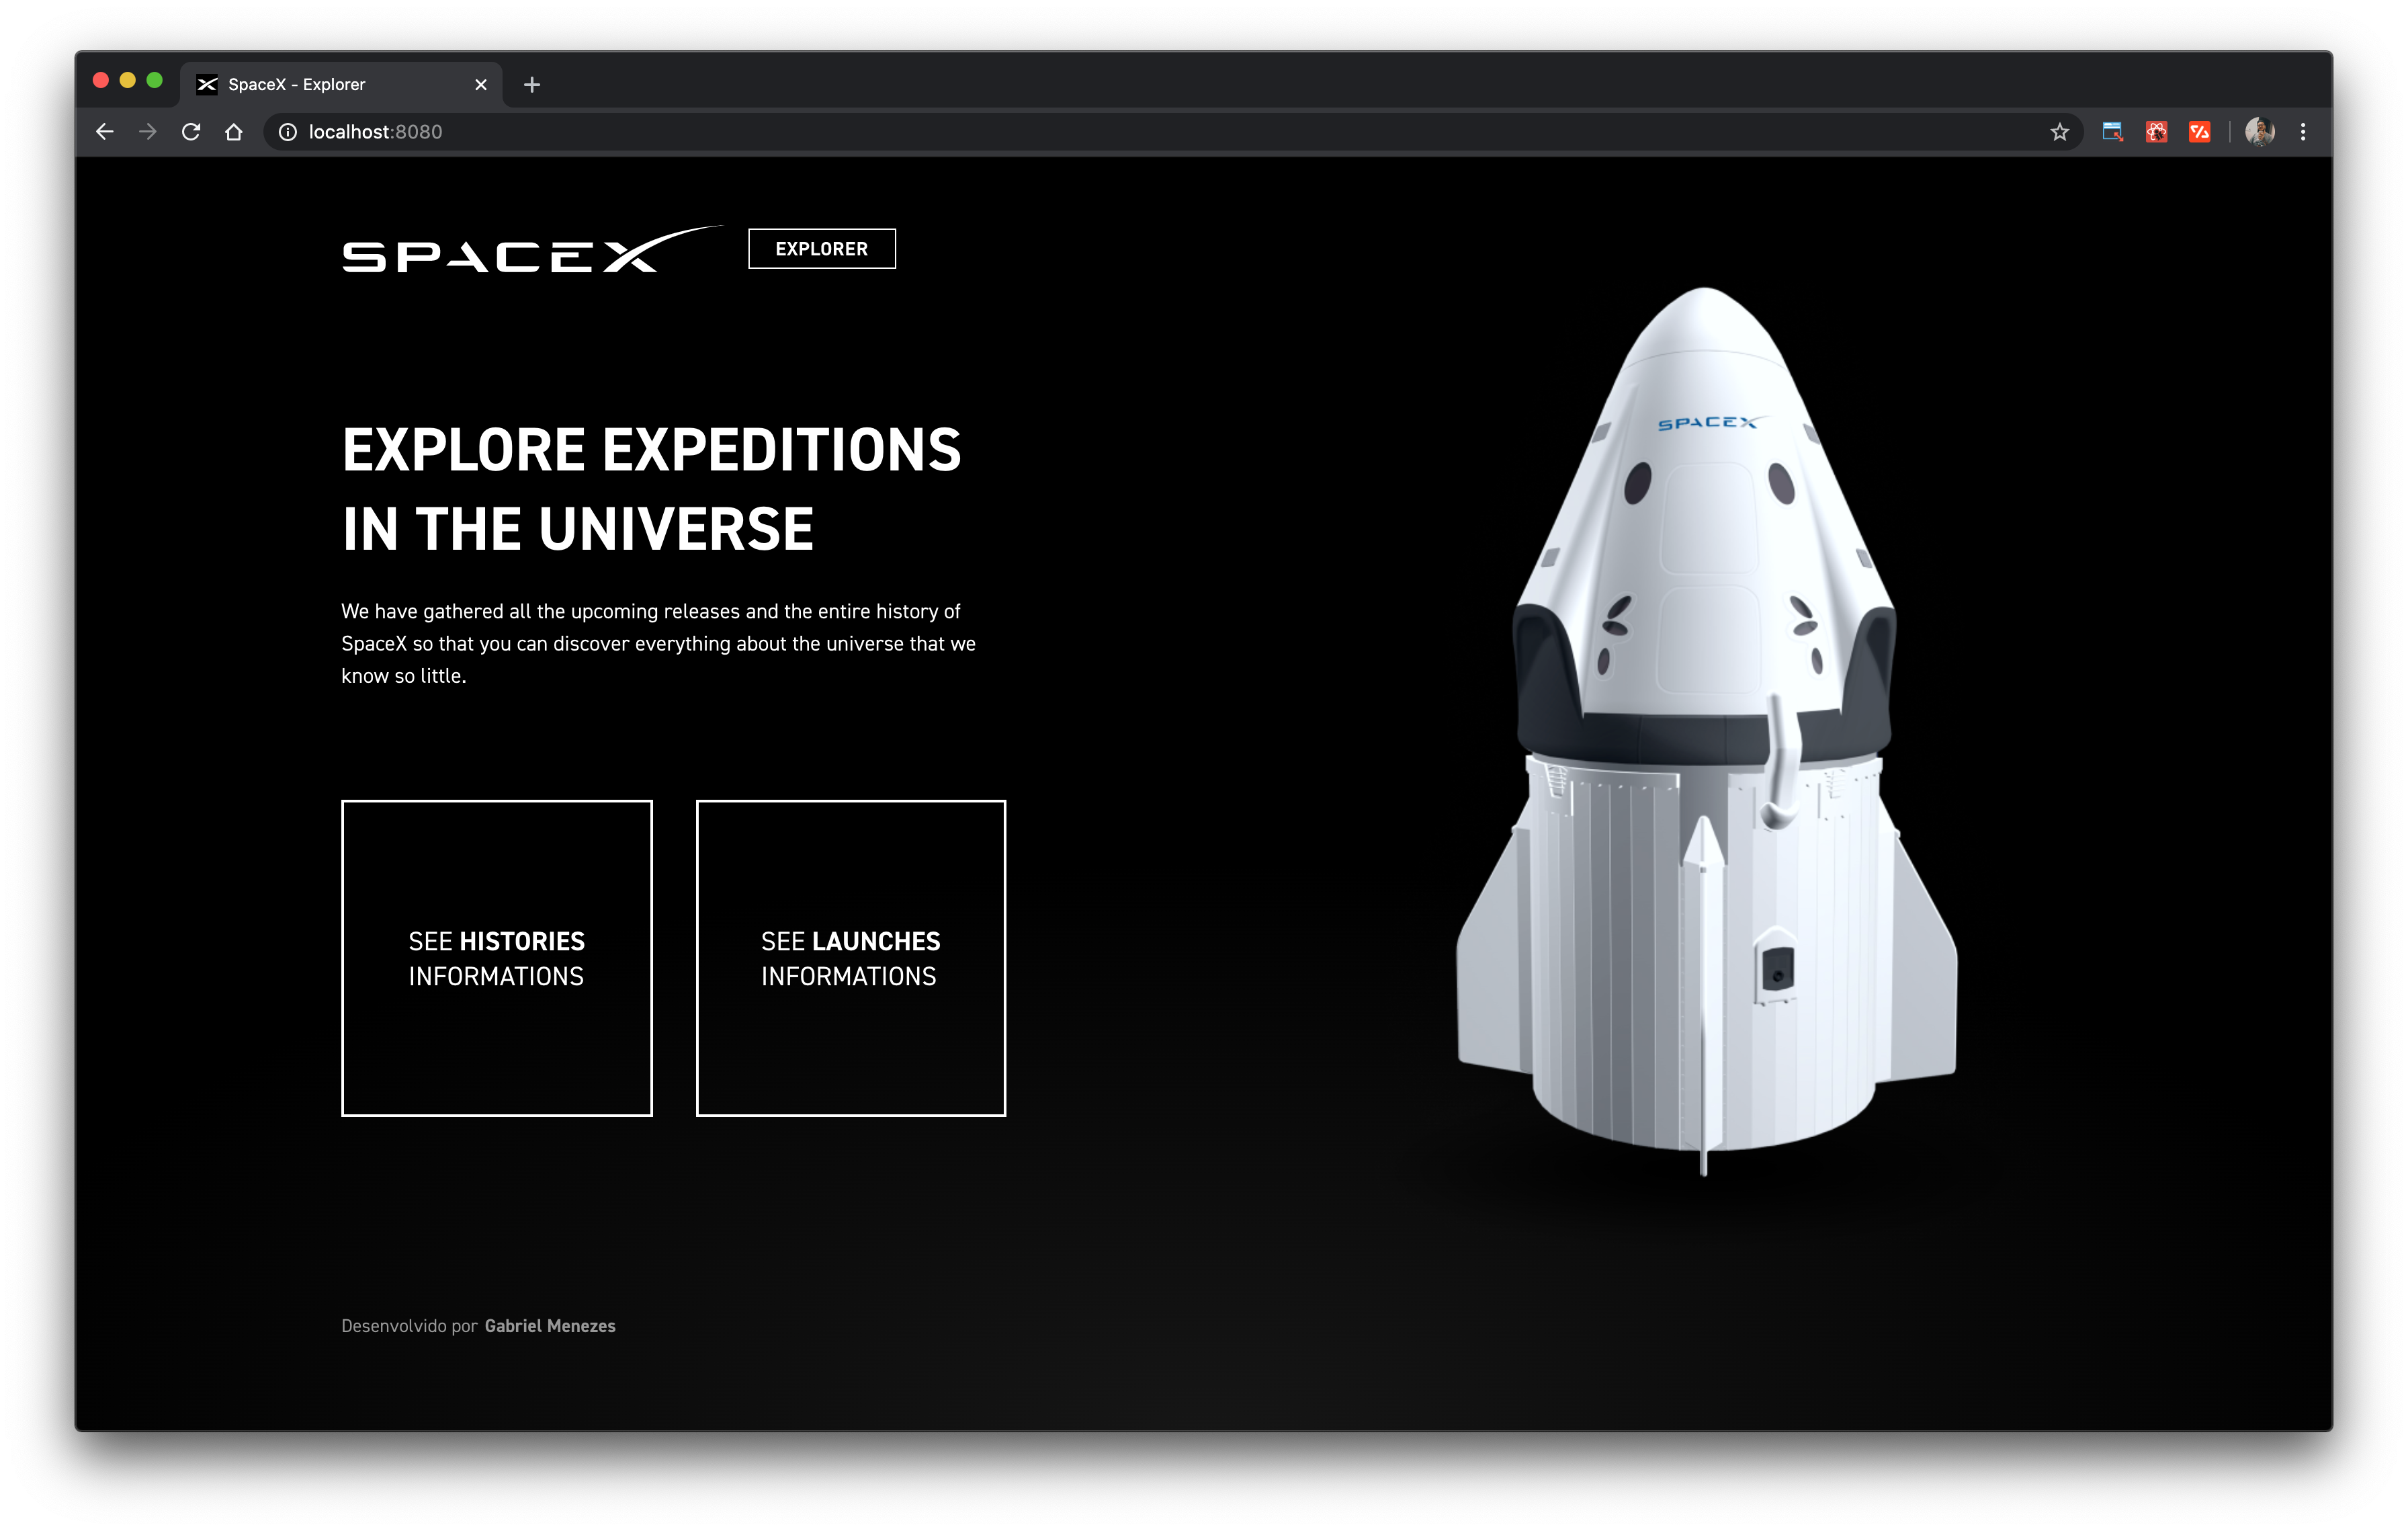 SpaceX - Explorer
localhost:8080
SPACEX
EXPLORER
EXPLORE EXPEDITIONS
IN THE UNIVERSE
We have gathered all the upcoming releases and the entire history of
SpaceX so that you can discover everything about the universe that we
know so little.
SEE HISTORIES
INFORMATIONS
SEE LAUNCHES
INFORMATIONS
SPACEX
Desenvolvido por Gabriel Menezes